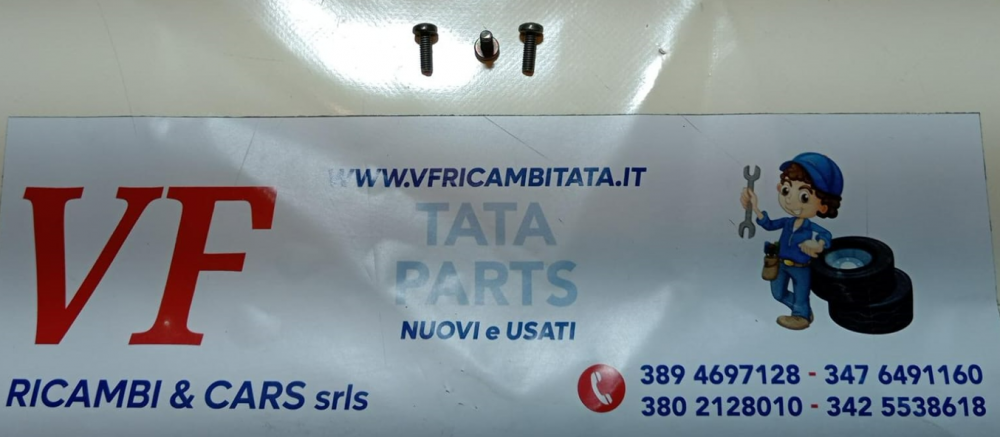 WWW.VFRICAMBITATA.IT
VF
TATA
PARTS
NUOVI e USATI
RICAMBI & CARS srls
389 4697128 - 347 6491160
380 2128010 - 342 5538618